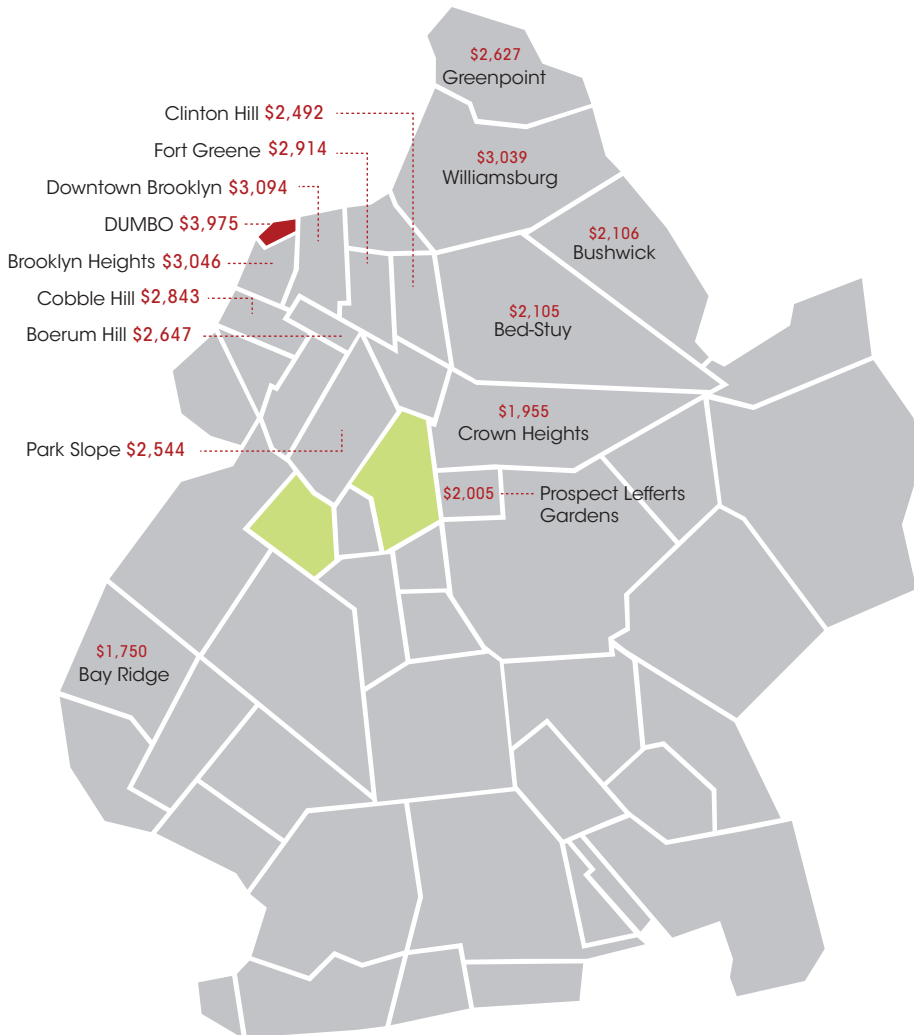 $2,627
Greenpoint
Clinton Hill $2,492
Fort Greene $2,914
$3,039
Williamsburg
Downtown Brooklyn $3,094
DUMBO $3,975
$2,106
Bushwick
Brooklyn Heights $3,046
Cobble Hill $2,843
$2,105
Bed-Stuy
Boerum Hill $2,647
$1,955
Crown Heights
Park Slope $2,544
$2,005 Prospect Lefferts
Gardens
$1,750
Bay Ridge